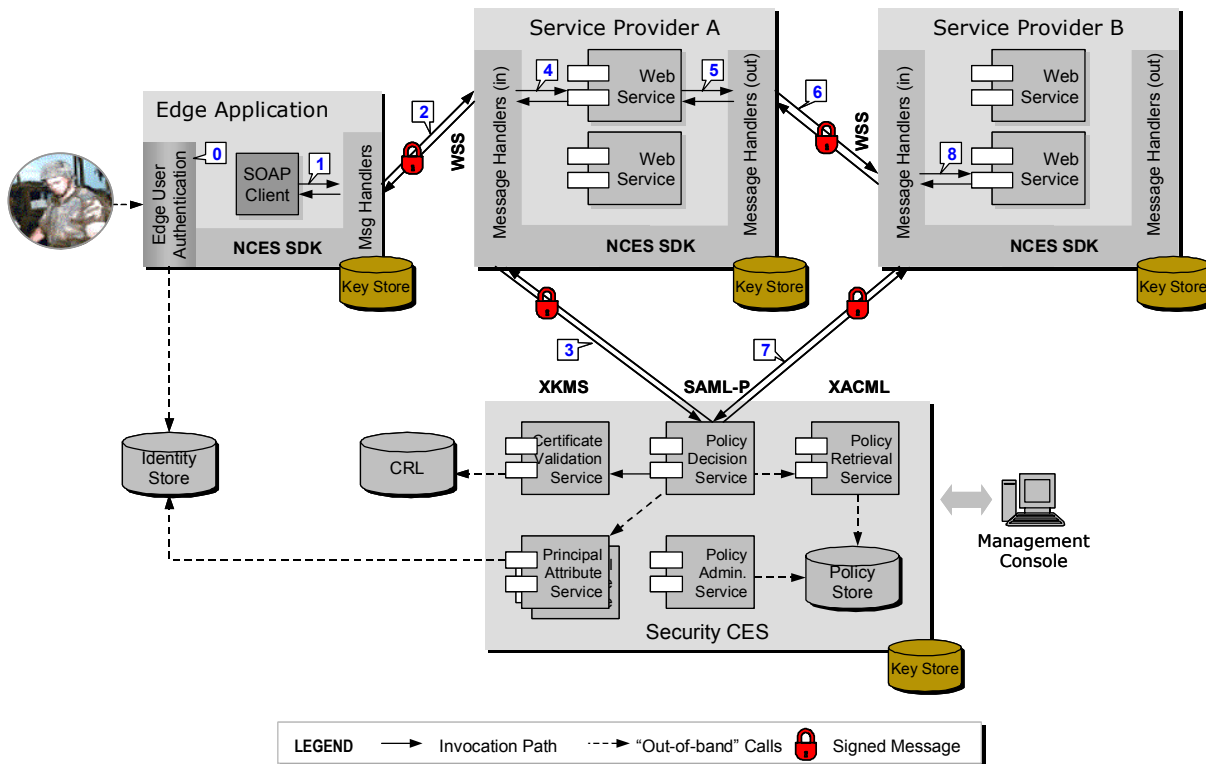 Service Provider A
Service Provider B
Edge Application
0
Edge User
Authentication
SOAP
Client
1
Msg Handlers
NCES SDK
Key Store
2
WSS
Message Handlers (in)
4
Web
Service
5
Web
Service
Message Handlers (out)
NCES SDK
Key Store
6
WSS
Message Handlers (in)
8
Web
Service
Web
Service
Message Handlers (out)
NCES SDK
Key Store
3
7
XKMS
SAML-P
XACML
Identity
Store
CRL
Certificate
Validation
Service
Policy
Decision
Service
Policy
Retrieval
Service
Principal
Attribute
Service
Policy
Admin.
Service
Policy
Store
Security CES
Key Store
Management
Console
LEGEND
Invocation Path
“Out-of-band” Calls
Signed Message